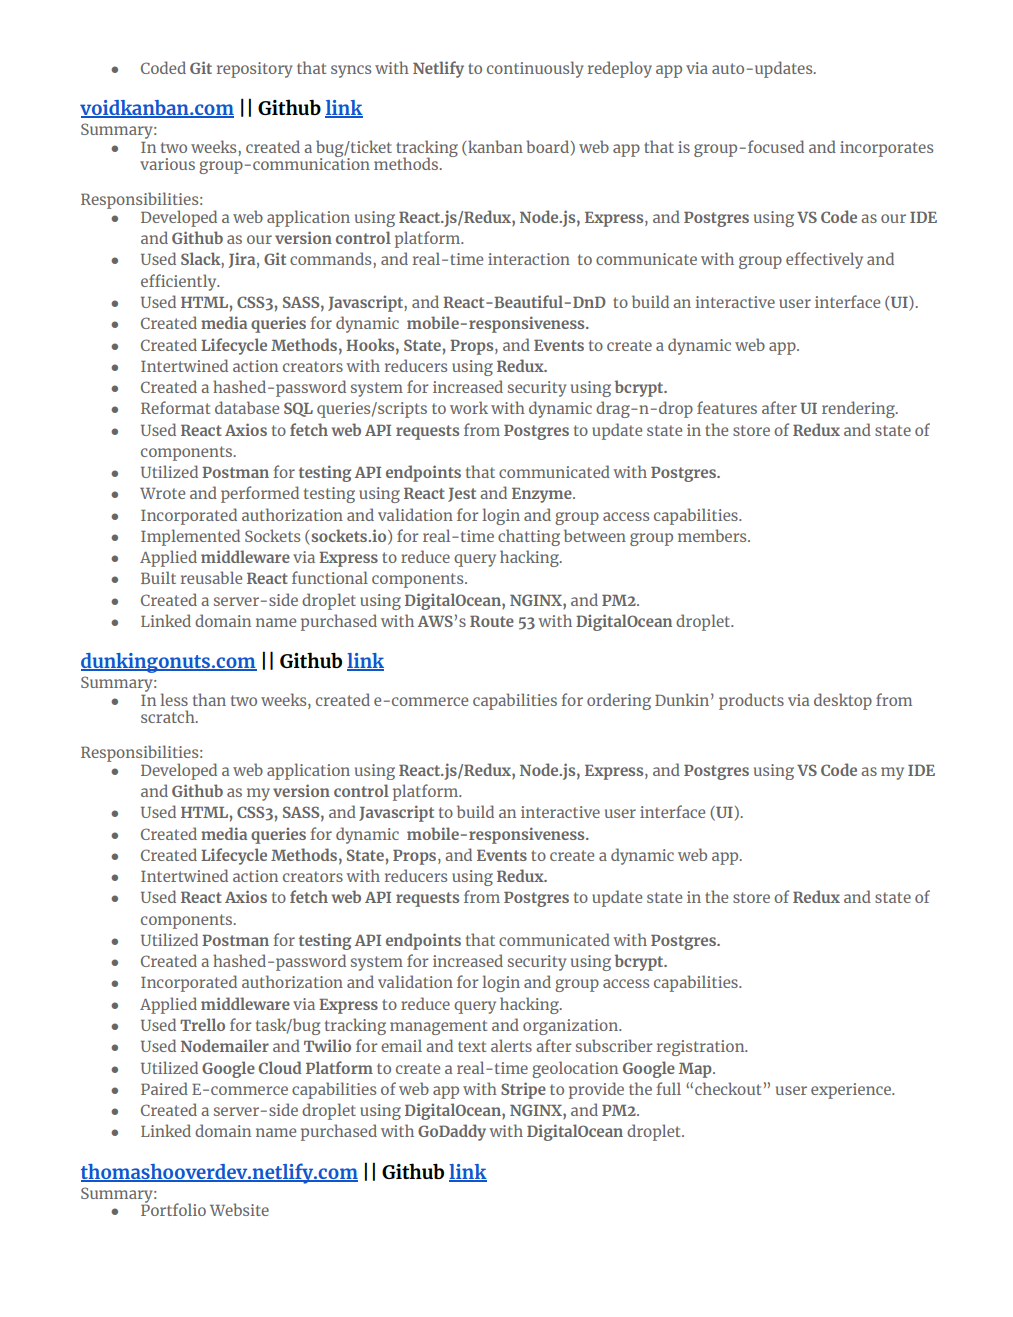 ● Coded Git repository that syncs with Netlify to continuously redeploy app via auto-updates.
voidkanban.com || Github link
Summary:
● In two weeks, created a bug/ticket tracking (kanban board) web app that is group-focused and incorporates
various group-communication methods.
Responsibilities:
● Developed a web application using React.js/Redux, Node.js, Express, and Postgres using VS Code as our IDE
and Github as our version control platform.
● Used Slack, Jira, Git commands, and real-time interaction  to communicate with group effectively and
efficiently.
● Used HTML, CSS3, SASS, Javascript, and React-Beautiful-DnD  to build an interactive user interface (UI).
● Created media queries for dynamic  mobile-responsiveness.
● Created Lifecycle Methods, Hooks, State, Props, and Events to create a dynamic web app.
● Intertwined action creators with reducers using Redux.
● Created a hashed-password system for increased security using bcrypt.
● Reformat database SQL queries/scripts to work with dynamic drag-n-drop features after UI rendering.
● Used React Axios to fetch web API requests from Postgres to update state in the store of Redux and state of
components.
● Utilized Postman for testing API endpoints that communicated with Postgres.
● Wrote and performed testing using React Jest and Enzyme.
● Incorporated authorization and validation for login and group access capabilities.
● Implemented Sockets (sockets.io) for real-time chatting between group members.
● Applied middleware via Express to reduce query hacking.
● Built reusable React functional components.
● Created a server-side droplet using DigitalOcean, NGINX, and PM2.
● Linked domain name purchased with AWS’s Route 53 with DigitalOcean droplet.
dunkingonuts.com || Github link
Summary:
● In less than two weeks, created e-commerce capabilities for ordering Dunkin’ products via desktop from
scratch.
Responsibilities:
● Developed a web application using React.js/Redux, Node.js, Express, and Postgres using VS Code as my IDE
and Github as my version control platform.
● Used HTML, CSS3, SASS, and Javascript to build an interactive user interface (UI).
● Created media queries for dynamic  mobile-responsiveness.
● Created Lifecycle Methods, State, Props, and Events to create a dynamic web app.
● Intertwined action creators with reducers using Redux.
● Used React Axios to fetch web API requests from Postgres to update state in the store of Redux and state of
components.
● Utilized Postman for testing API endpoints that communicated with Postgres.
● Created a hashed-password system for increased security using bcrypt.
● Incorporated authorization and validation for login and group access capabilities.
● Applied middleware via Express to reduce query hacking.
● Used Trello for task/bug tracking management and organization.
● Used Nodemailer and Twilio for email and text alerts after subscriber registration.
● Utilized Google Cloud Platform to create a real-time geolocation Google Map.
● Paired E-commerce capabilities of web app with Stripe to provide the full “checkout” user experience.
● Created a server-side droplet using DigitalOcean, NGINX, and PM2.
● Linked domain name purchased with GoDaddy with DigitalOcean droplet.
thomashooverdev.netlify.com || Github link
Summary:
● Portfolio Website